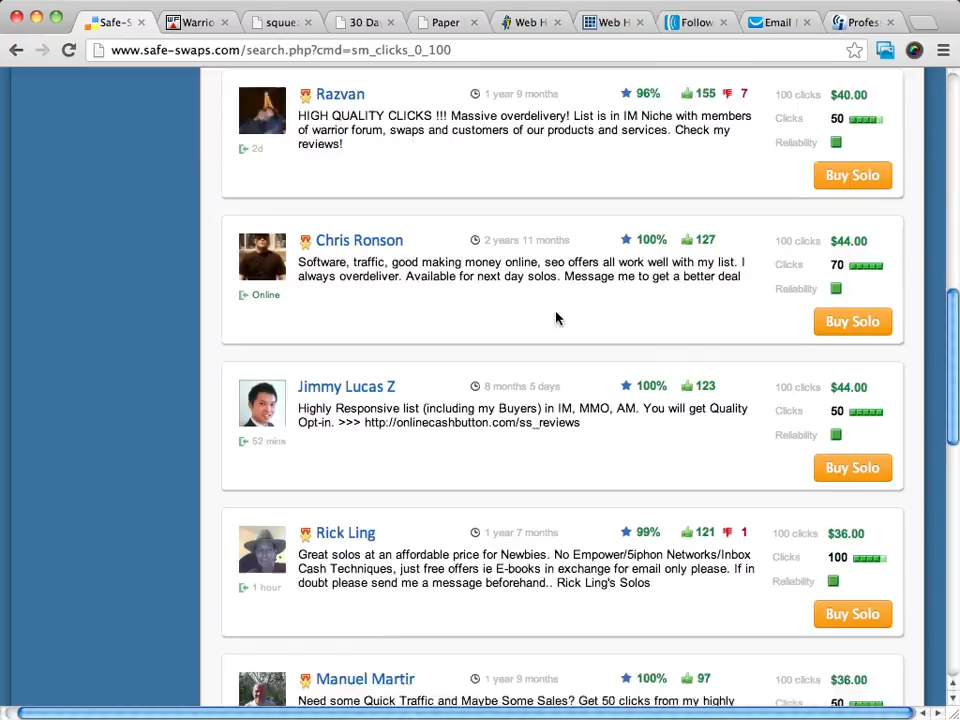 Safe-S
Warrio
squuez
30 Da
Paper
Web H
Web H
Follow
Email
Profes
www.safe-swaps.com/search.php?cmd=sm_clicks_0_100
Razvan 1 year 9 months 96% 155 7 100 clicks $40.00
HIGH QUALITY CLICKS !!! Massive overdelivery! List is in IM Niche with members Clicks 50
of warrior forum, swaps and customers of our products and services. Check my
reviews! Reliability
2d
Buy Solo
Chris Ronson 2 years 11 months 100% 127 100 clicks $44.00
Software, traffic, good making money online, seo offers all work well with my list. I Clicks 70
always overdeliver. Available for next day solos. Message me to get a better deal
Online Reliability
Buy Solo
Jimmy Lucas Z 8 months 5 days 100% 123 100 clicks $44.00
Highly Responsive list (including my Buyers) in IM, MMO, AM. You will get Quality Clicks 50
Opt-in. >>> http://onlinecashbutton.com/ss_reviews
52 mins Reliability
Buy Solo
Rick Ling 1 year 7 months 99% 121 1 100 clicks $36.00
Great solos at an affordable price for Newbies. No Empower/5iphon Networks/Inbox Clicks 100
Cash Techniques, just free offers ie E-books in exchange for email only please. If in
doubt please send me a message beforehand.. Rick Ling's Solos Reliability
1 hour
Buy Solo
Manuel Martir 1 year 9 months 100% 97 100 clicks $36.00
Need some Quick Traffic and Maybe Some Sales? Get 50 clicks from my highly Clicks 50